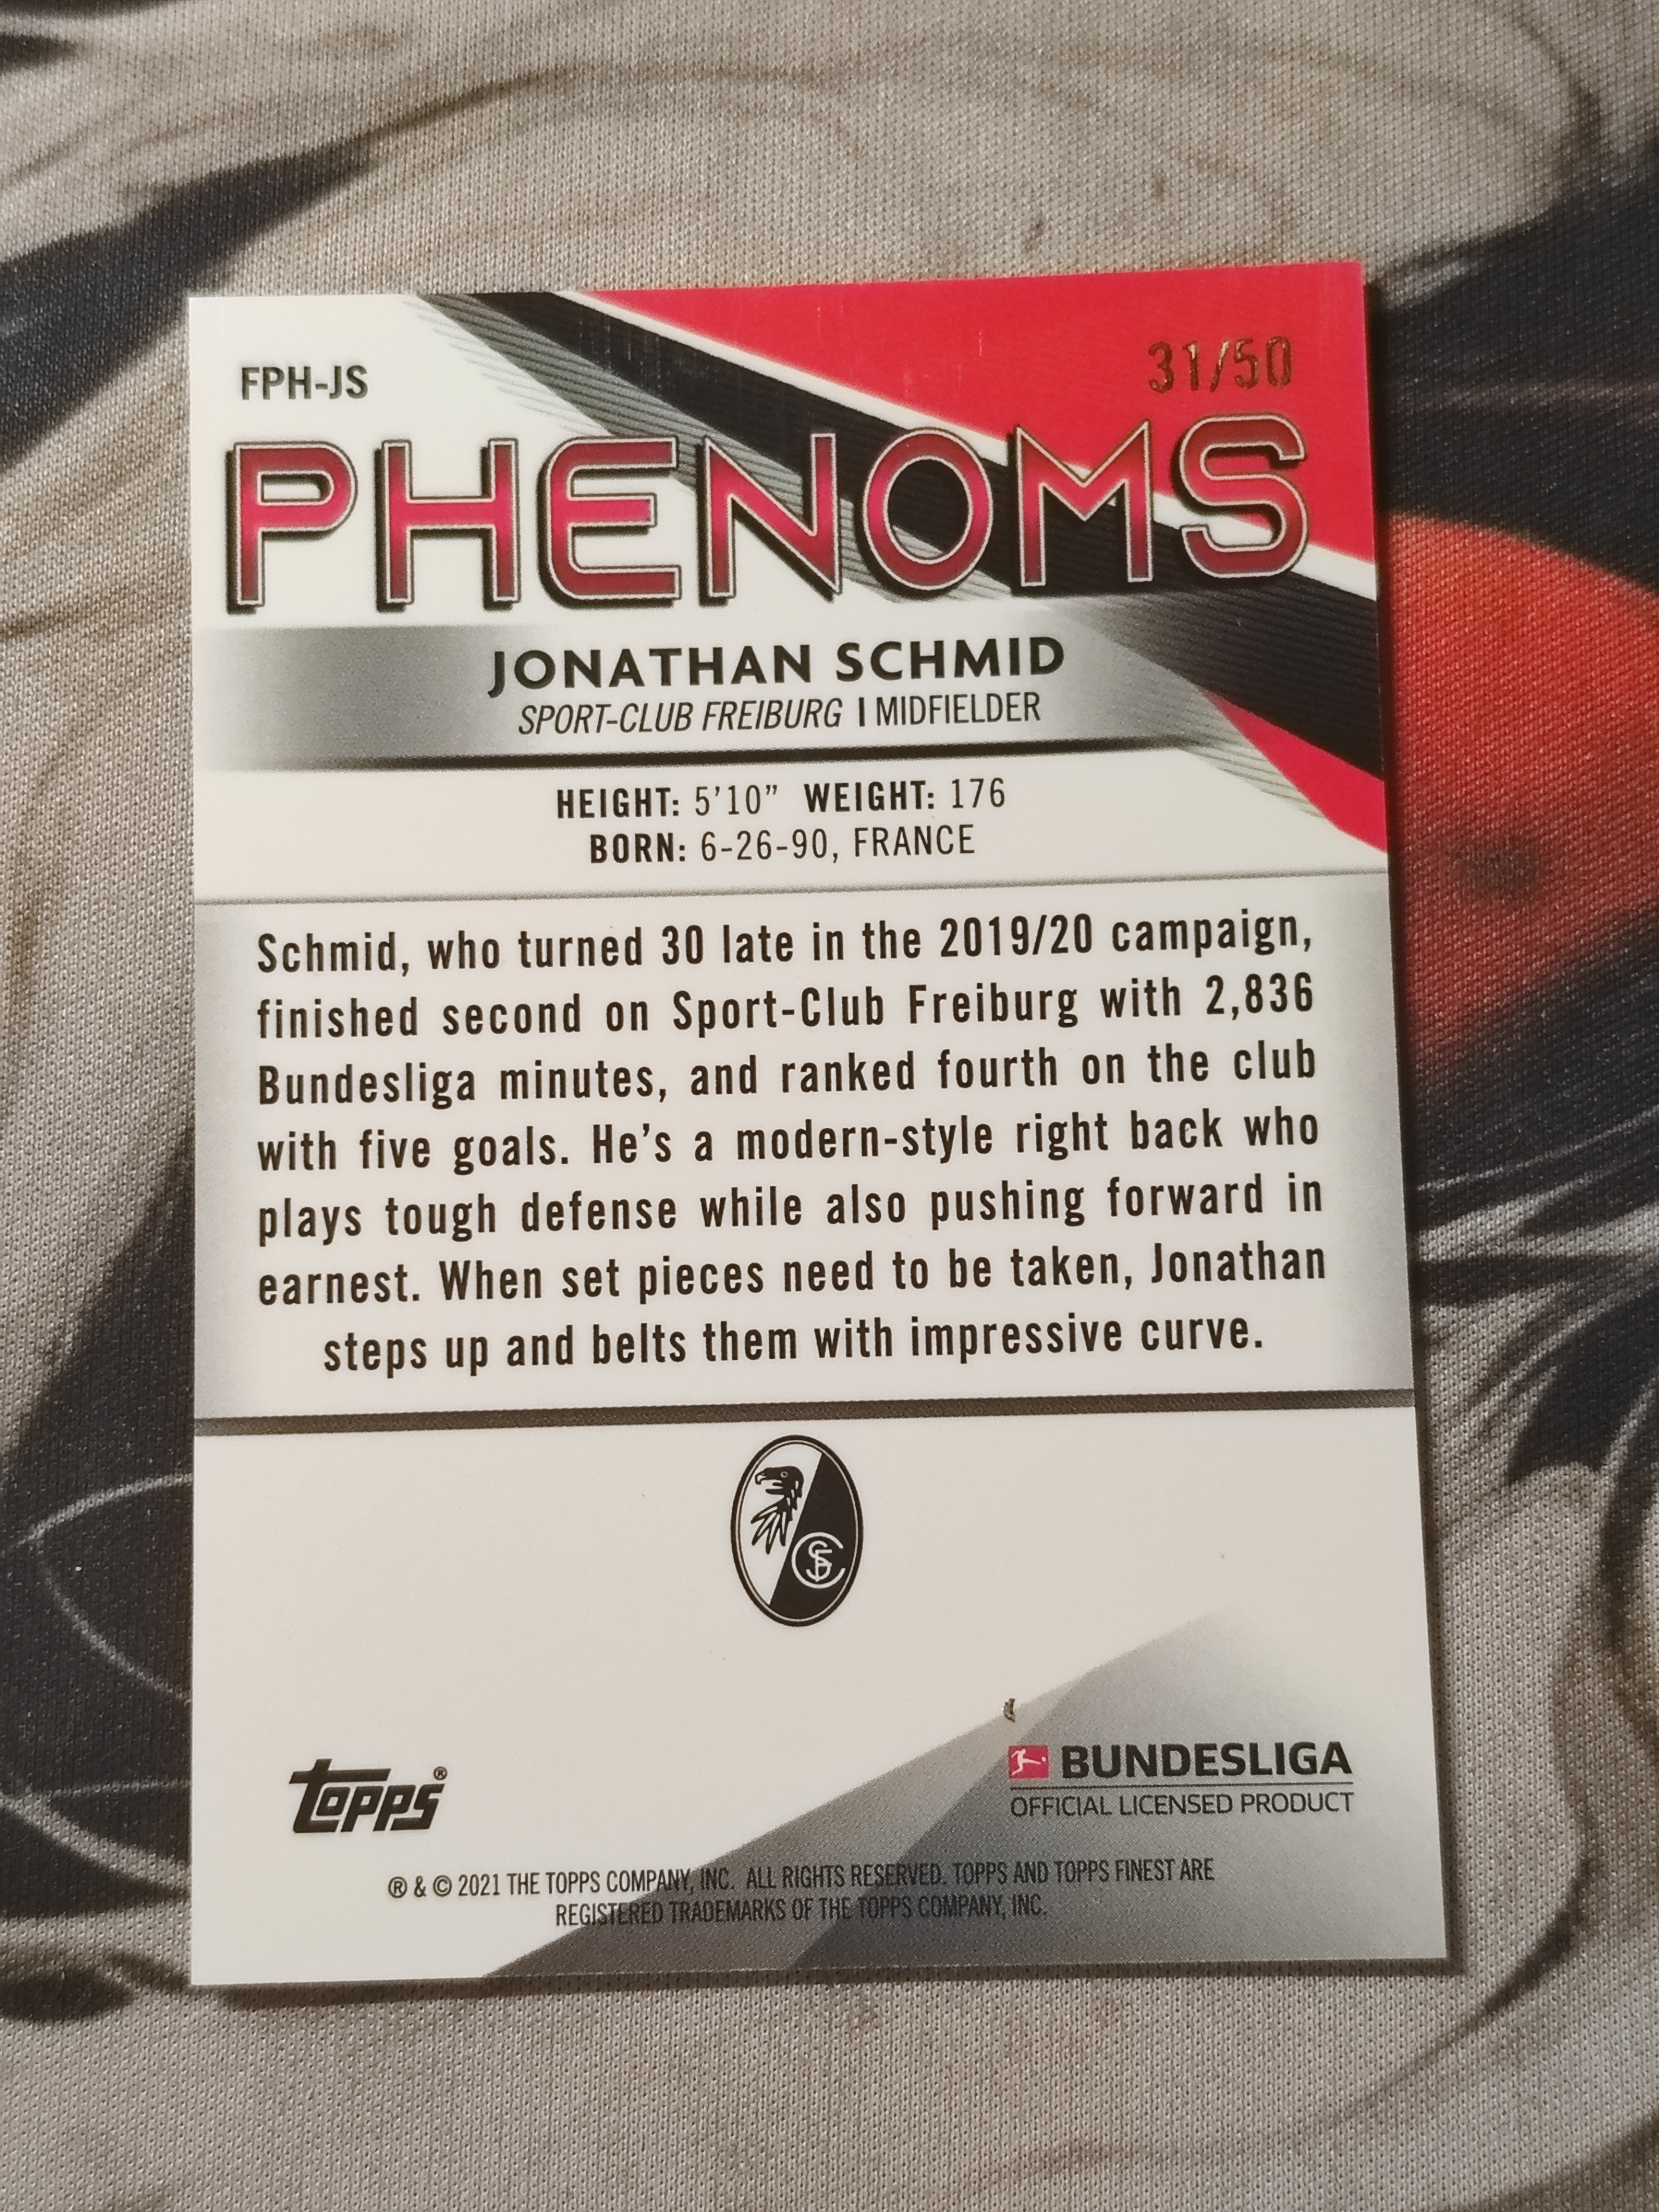 FPH-JS
31/50
PHENOMS
JONATHAN SCHMID
SPORT-CLUB FREIBURG | MIDFIELDER
HEIGHT: 5'10” WEIGHT: 176
BORN: 6-26-90, FRANCE
Schmid, who turned 30 late in the 2019/20 campaign,
finished second on Sport-Club Freiburg with 2,836
Bundesliga minutes, and ranked fourth on the club
with five goals. He's a modern-style right back who
plays tough defense while also pushing forward in
earnest. When set pieces need to be taken, Jonathan
steps up and belts them with impressive curve.
SFC
Topps®
BUNDESLIGA
OFFICIAL LICENSED PRODUCT
® & © 2021 THE TOPPS COMPANY, INC. ALL RIGHTS RESERVED. TOPPS AND TOPPS FINEST ARE
REGISTERED TRADEMARKS OF THE TOPPS COMPANY, INC.